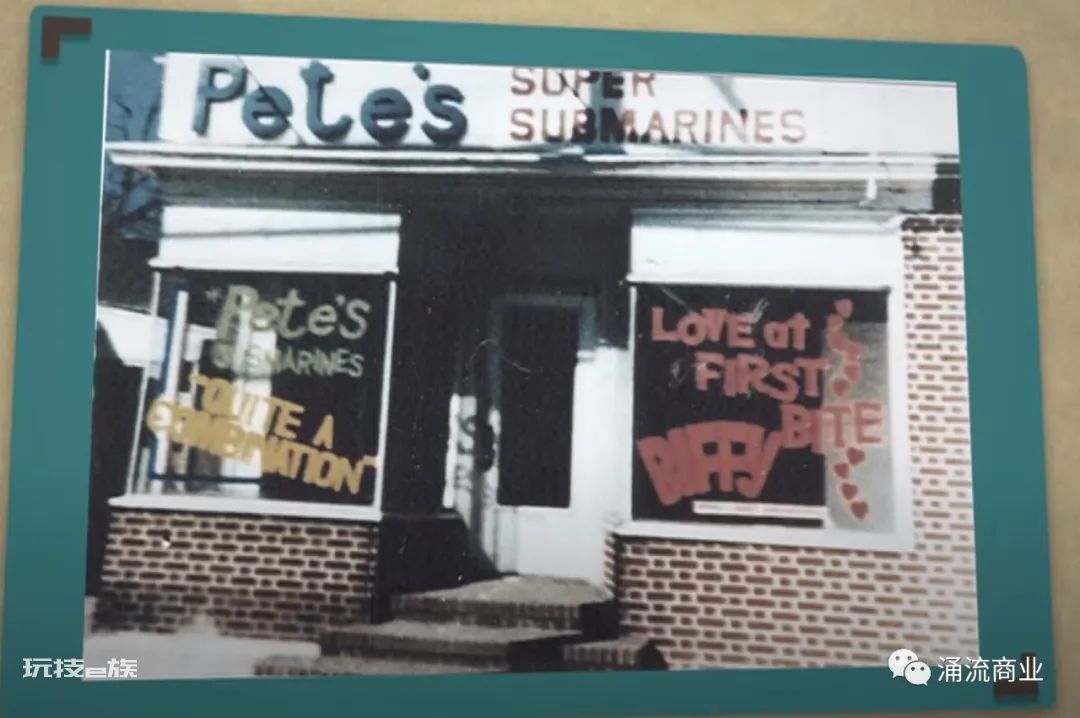 Pete's
SUPER
SUBMARINES
"Pete's
SUBMARINES
"QUITE A
COMBINATION"
LOVE at
FIRST
BITE
BIFFY
玩技e族
涌流商业